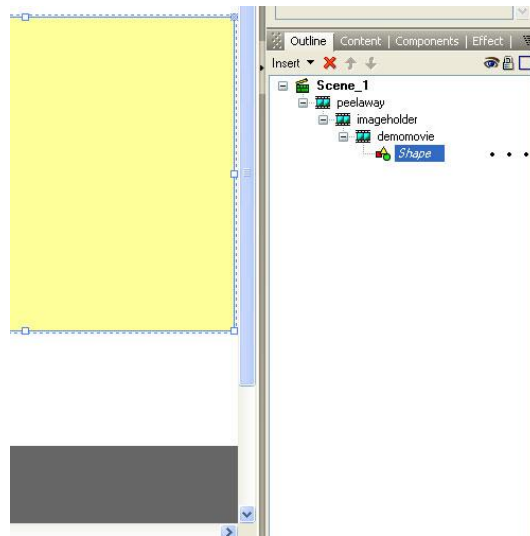 Outline Content | Components | Effect |
Insert
Scene_1
peelaway
imageholder
demomovie
Shape